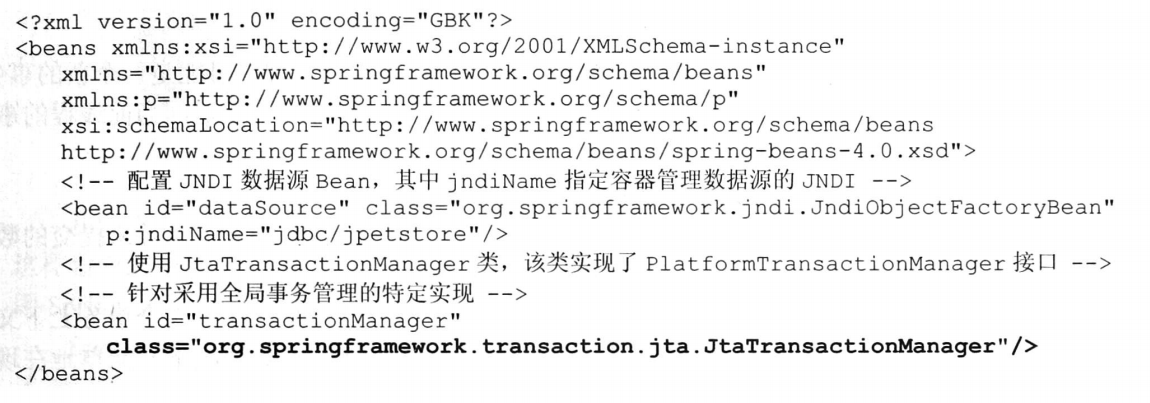 <?xml version="1.0" encoding="GBK"?>
<beans xmlns:xsi="http://www.w3.org/2001/XMLSchema-instance"
xmlns="http://www.springframework.org/schema/beans"
xmlns:p="http://www.springframework.org/schema/p"
xsi:schemaLocation="http://www.springframework.org/schema/beans
http://www.springframework.org/schema/beans/spring-beans-4.0.xsd">
<!-- 配置 JNDI 数据源 Bean，其中 jndiName 指定容器管理数据源的 JNDI -->
<bean id="dataSource" class="org.springframework.jndi.JndiObjectFactoryBean"
p:jndiName="jdbc/jpetstore"/>
<!-- 使用 JtaTransactionManager 类，该类实现了 PlatformTransactionManager 接口 -->
<!-- 针对采用全局事务管理的特定实现 -->
<bean id="transactionManager"
class="org.springframework.transaction.jta.JtaTransactionManager"/>
</beans>